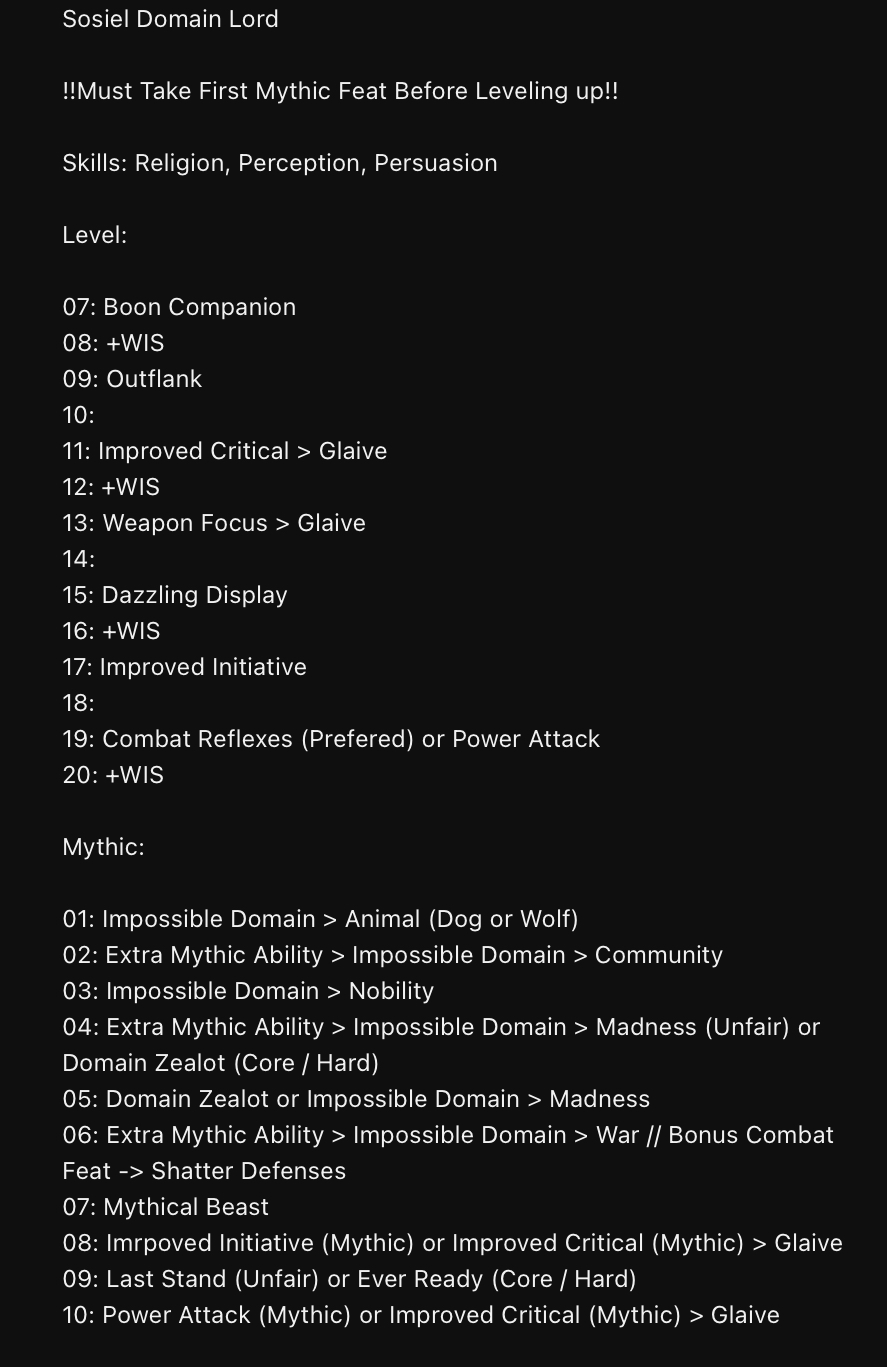 Sosiel Domain Lord
!!Must Take First Mythic Feat Before Leveling up!!
Skills: Religion, Perception, Persuasion
Level:
07: Boon Companion
08: +WIS
09: Outflank
10:
11: Improved Critical > Glaive
12: +WIS
13: Weapon Focus > Glaive
14:
15: Dazzling Display
16: +WIS
17: Improved Initiative
18:
19: Combat Reflexes (Prefered) or Power Attack
20: +WIS
Mythic:
01: Impossible Domain > Animal (Dog or Wolf)
02: Extra Mythic Ability > Impossible Domain > Community
03: Impossible Domain > Nobility
04: Extra Mythic Ability > Impossible Domain > Madness (Unfair) or
Domain Zealot (Core / Hard)
05: Domain Zealot or Impossible Domain > Madness
06: Extra Mythic Ability > Impossible Domain > War // Bonus Combat
Feat -> Shatter Defenses
07: Mythical Beast
08: Imrpoved Initiative (Mythic) or Improved Critical (Mythic) > Glaive
09: Last Stand (Unfair) or Ever Ready (Core / Hard)
10: Power Attack (Mythic) or Improved Critical (Mythic) > Glaive